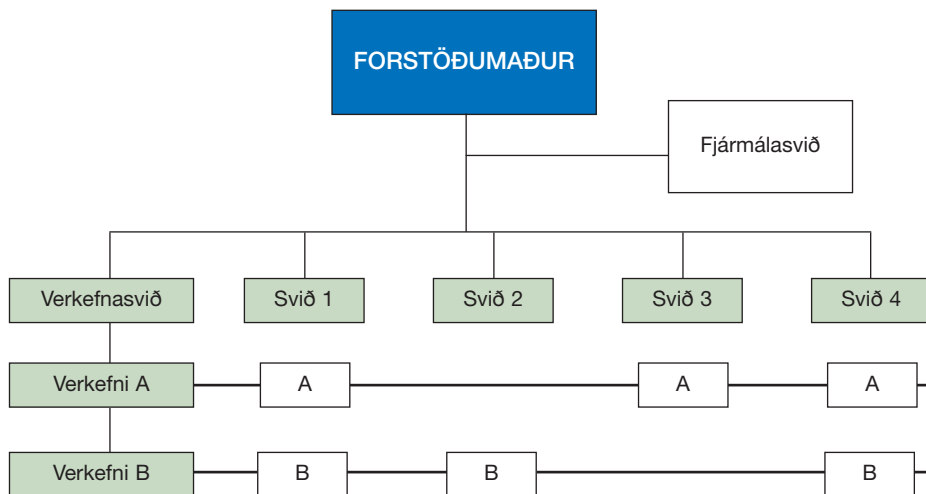 FORSTÖÐUMAÐUR
Fjármálasvið
Verkefnasvið
Svið 1
Svið 2
Svið 3
Svið 4
Verkefni A
A
A
A
Verkefni B
B
B
B